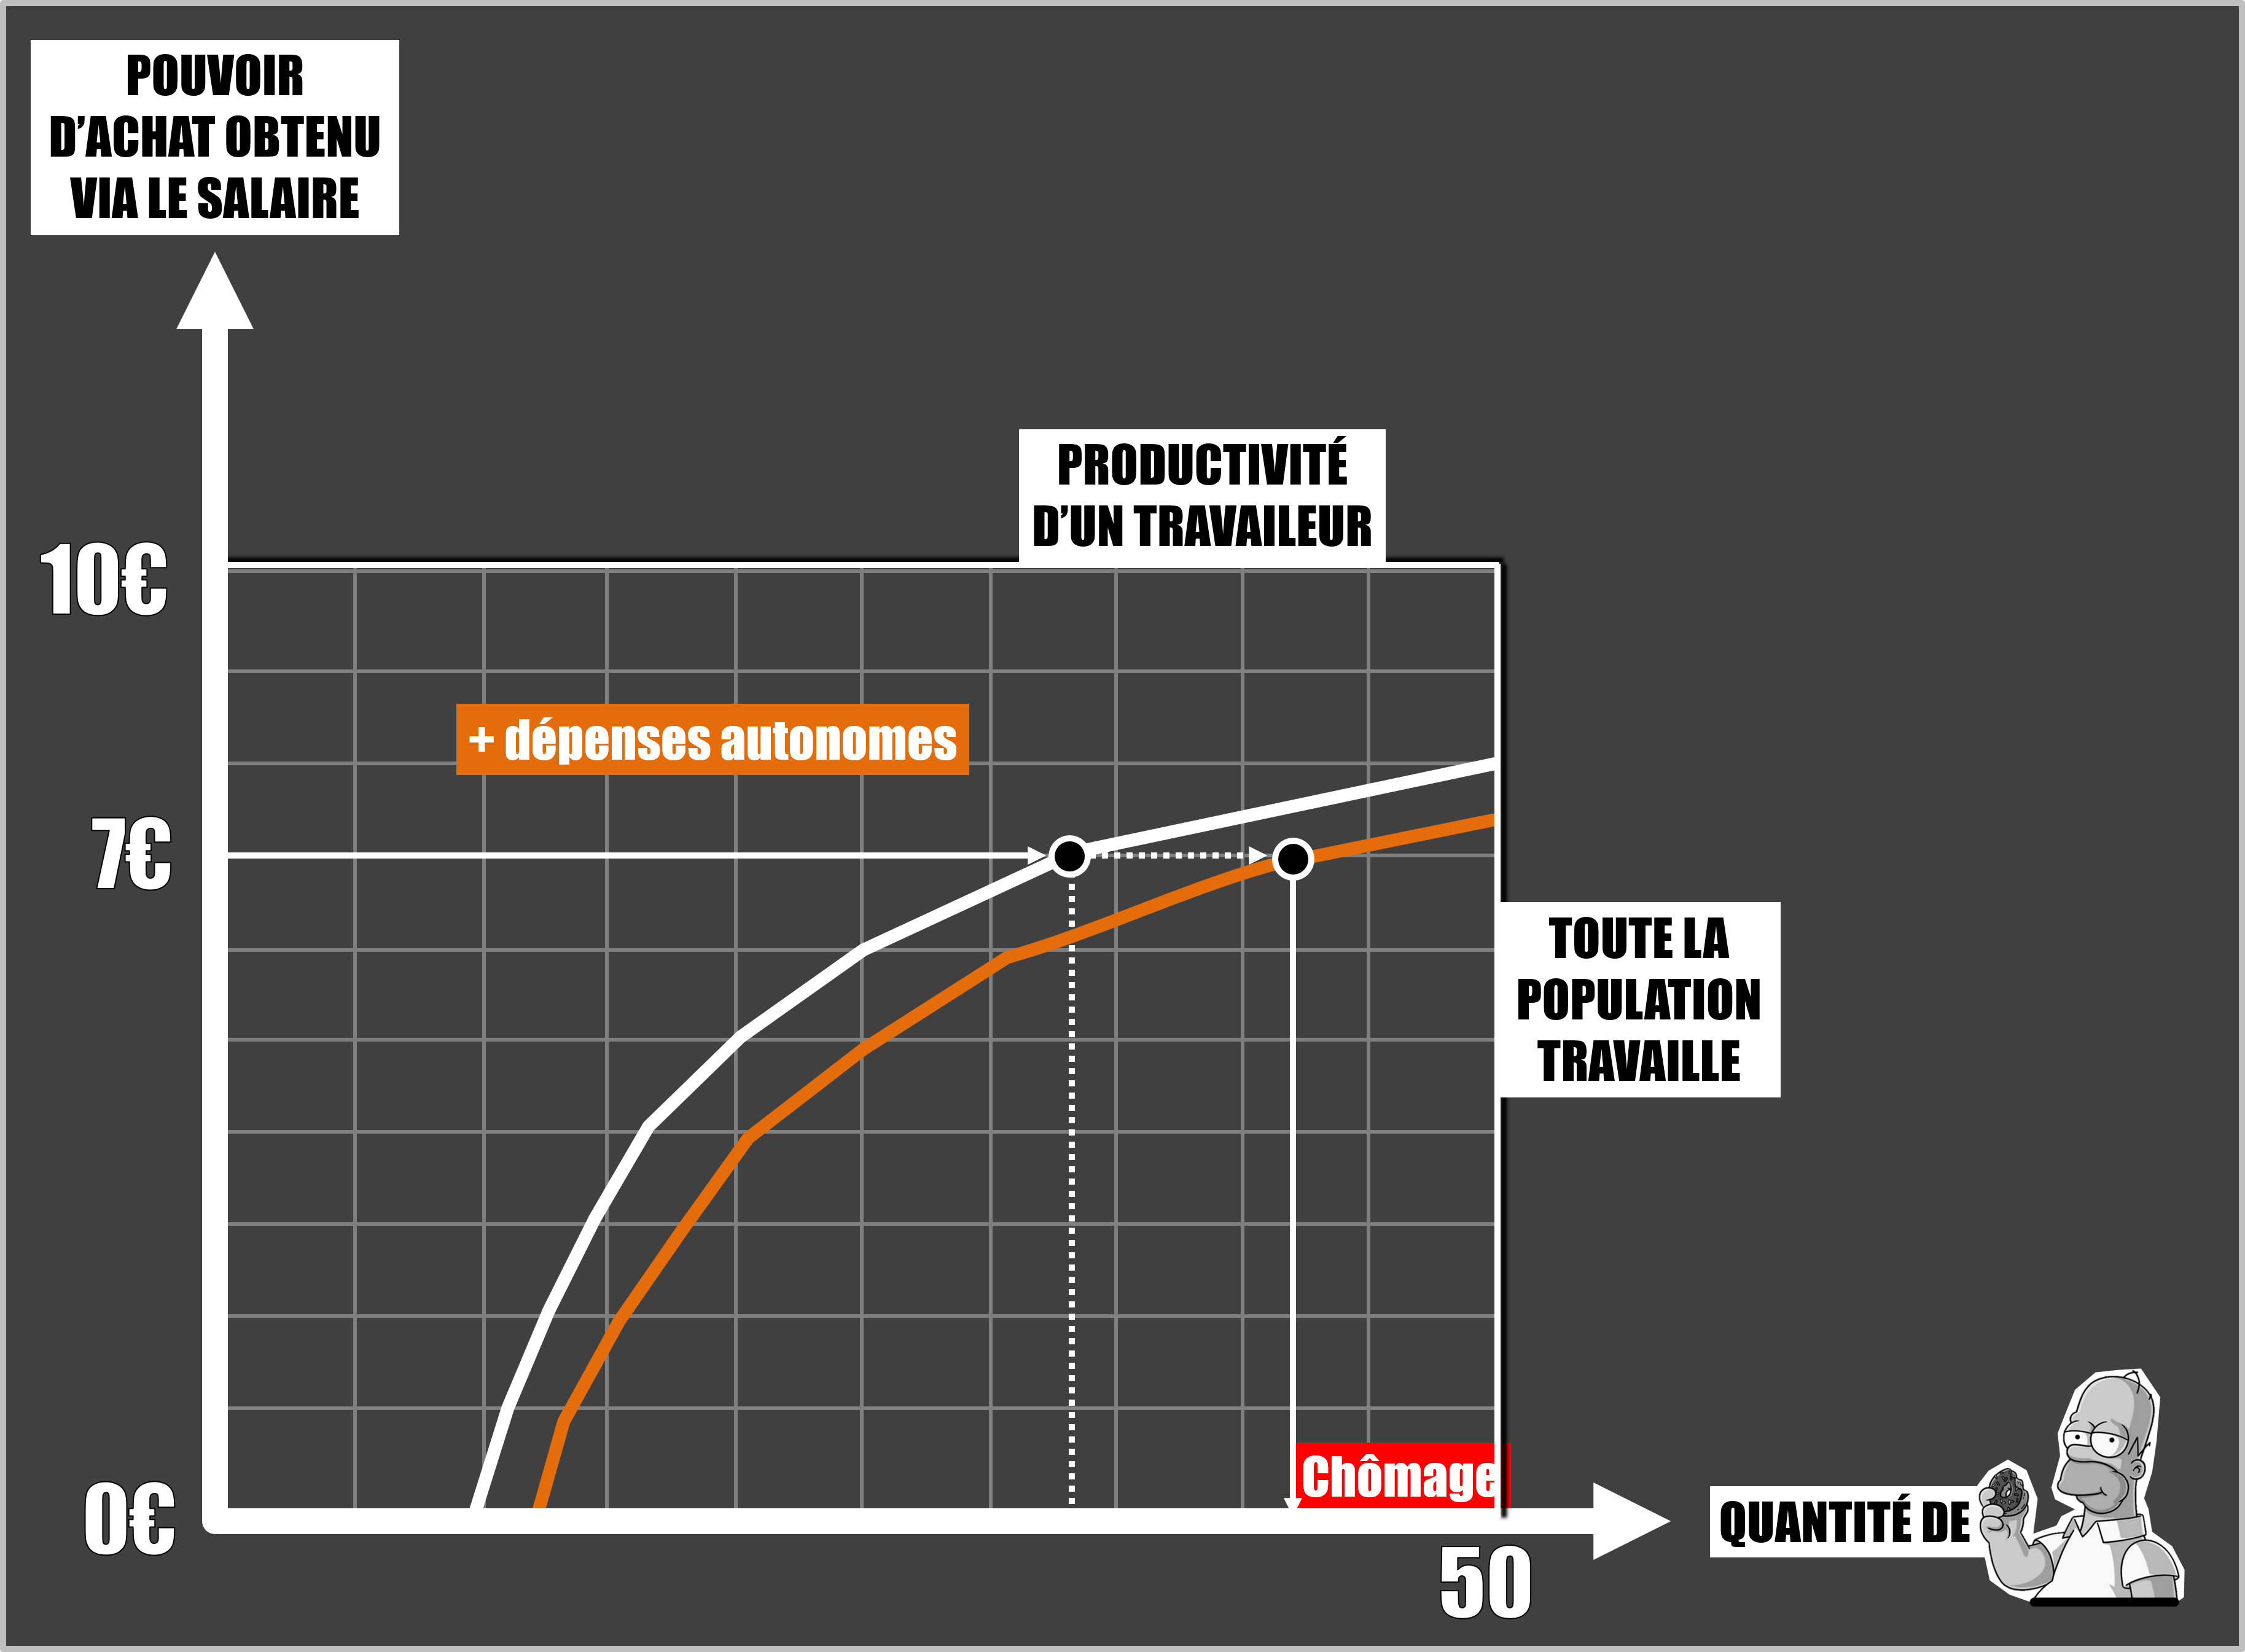 POUVOIR
D’ACHAT OBTENU
VIA LE SALAIRE
PRODUCTIVITÉ
D’UN TRAVAILEUR
10€
+ dépenses autonomes
7€
TOUTE LA
POPULATION
TRAVAILLE
Chômage
0€
QUANTITÉ DE
50